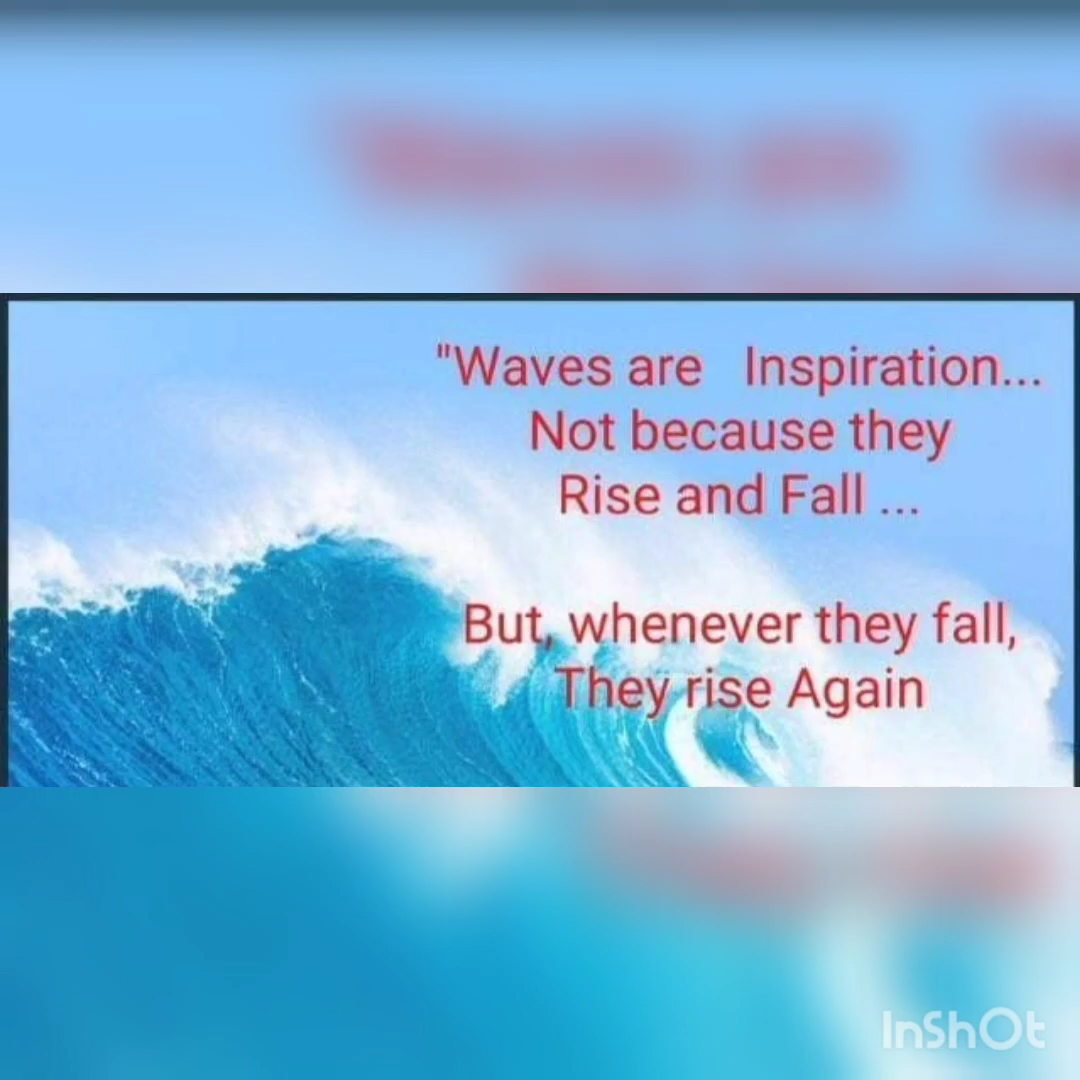 "Waves are Inspiration...
Not because they
Rise and Fall ...
But, whenever they fall,
They rise Again
InShOt